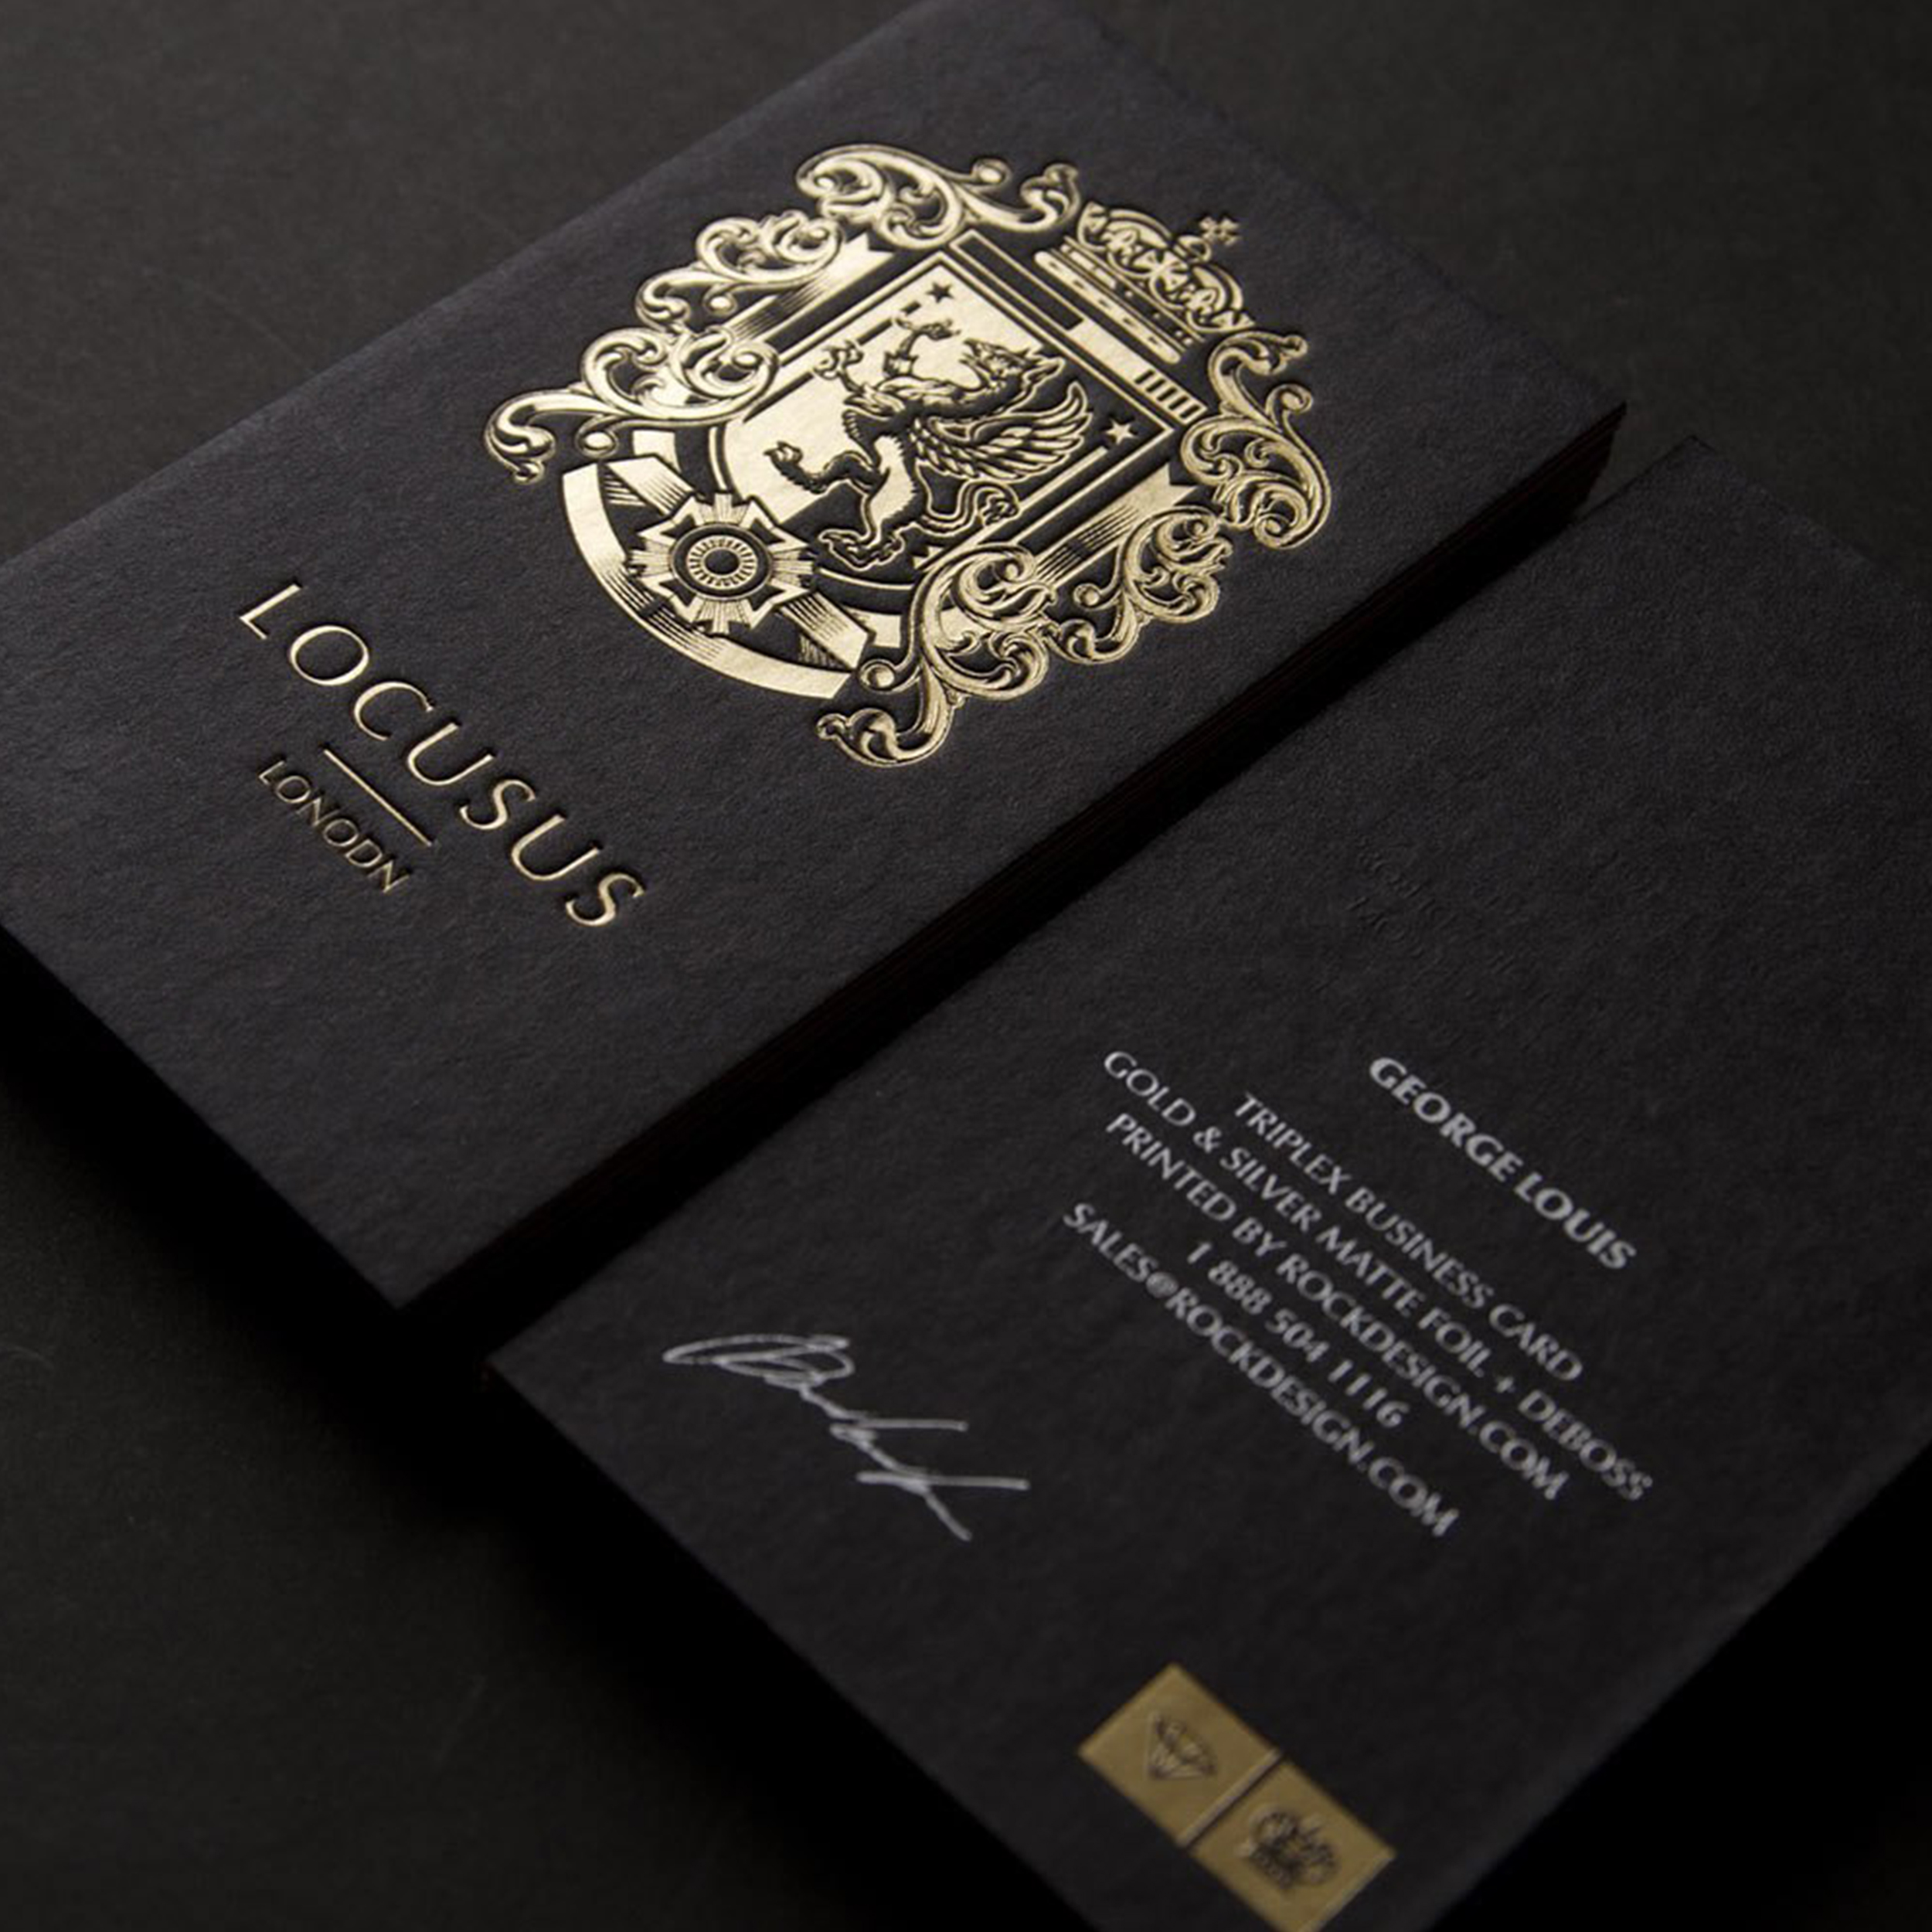 LOCUSUS
LONODN
GEORGE LOUIS
TRIPLEX BUSINESS CARD
GOLD & SILVER MATTE FOIL + DEBOSS
PRINTED BY ROCKDESIGN.COM
1 888 504 1116
SALES@ROCKDESIGN.COM